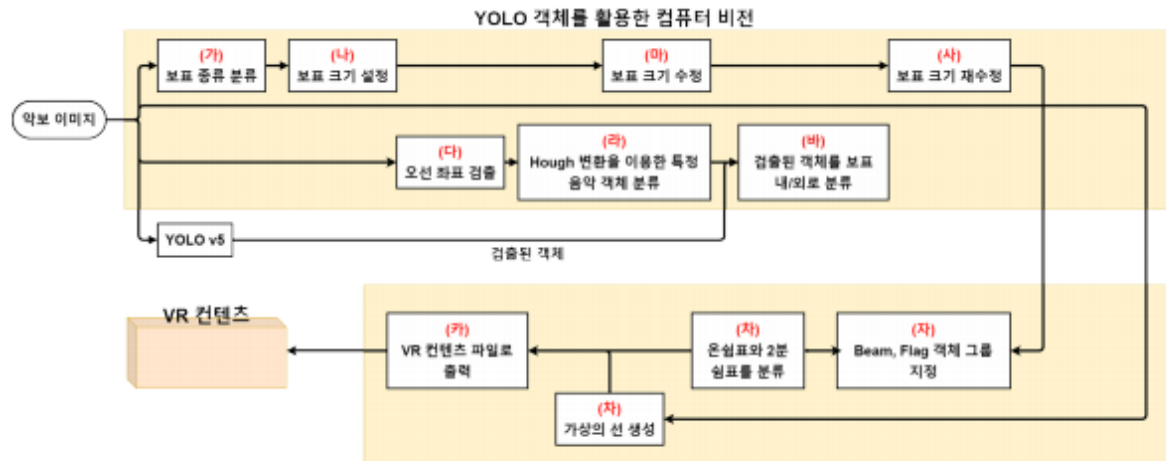 YOLO 객체를 활용한 컴퓨터 비전
(가)
보표 종류 분류
(나)
보표 크기 설정
(마)
보표 크기 수정
(사)
보표 크기 재수정
악보 이미지
(다)
오선 좌표 검출
(라)
Hough 변환을 이용한 특정
음악 객체 분류
(바)
검출된 객체를 보표
내/외로 분류
YOLO v5
검출된 객체
VR 컨텐츠
(카)
VR 컨텐츠 파일로
출력
(차)
온쉼표와 2분
쉼표를 분류
(자)
Beam, Flag 객체 그룹
지정
(차)
가상의 선 생성